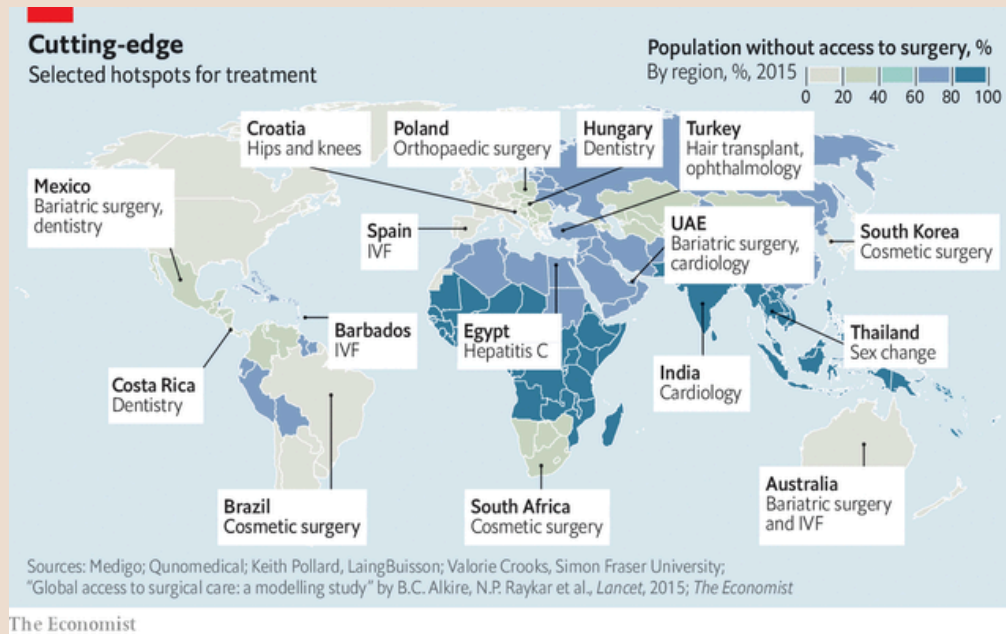 Cutting-edge
Selected hotspots for treatment
Population without access to surgery, %
By region, %, 2015
0 20 40 60 80 100
Croatia
Hips and knees
Poland
Orthopaedic surgery
Hungary
Dentistry
Turkey
Hair transplant,
ophthalmology
Mexico
Bariatric surgery,
dentistry
Spain
IVF
UAE
Bariatric surgery,
cardiology
South Korea
Cosmetic surgery
Barbados
IVF
Egypt
Hepatitis C
Thailand
Sex change
Costa Rica
Dentistry
India
Cardiology
Brazil
Cosmetic surgery
South Africa
Cosmetic surgery
Australia
Bariatric surgery
and IVF
Sources: Medigo; Qunomedical; Keith Pollard, LaingBuisson; Valorie Crooks, Simon Fraser University;
"Global access to surgical care: a modelling study" by B.C. Alkire, N.P. Raykar et al., Lancet, 2015; The Economist
The Economist